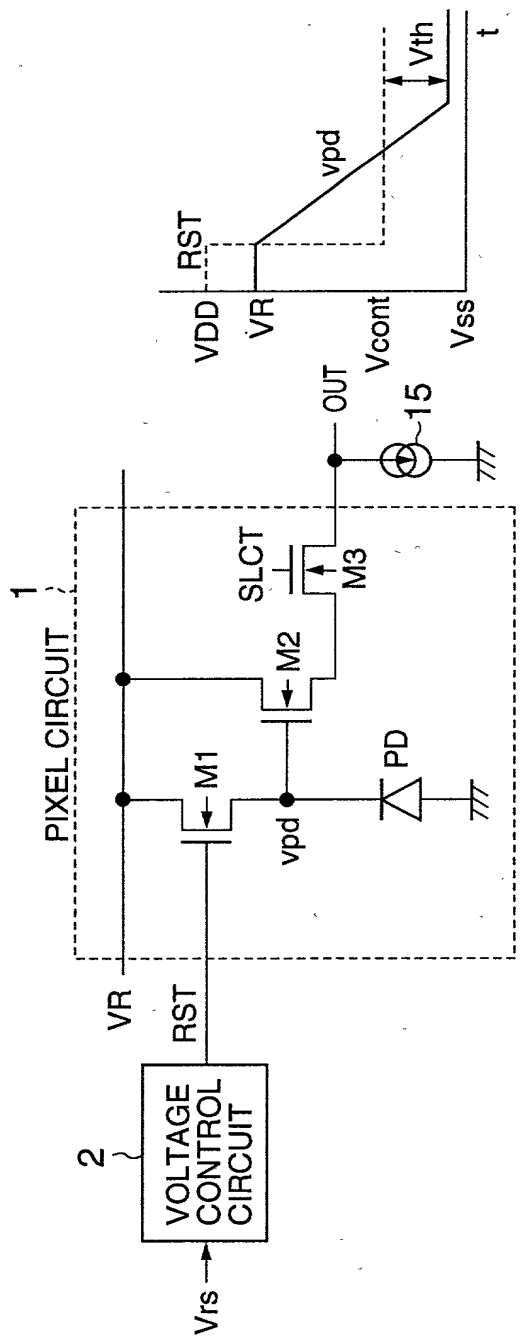 1
PIXEL CIRCUIT
VR
Vrs
2
VOLTAGE
CONTROL
CIRCUIT
RST
M1
vpd
M2
PD
SLCT
M3
OUT
15
VDD
RST
VR
vpd
Vcont
Vth
Vss
t